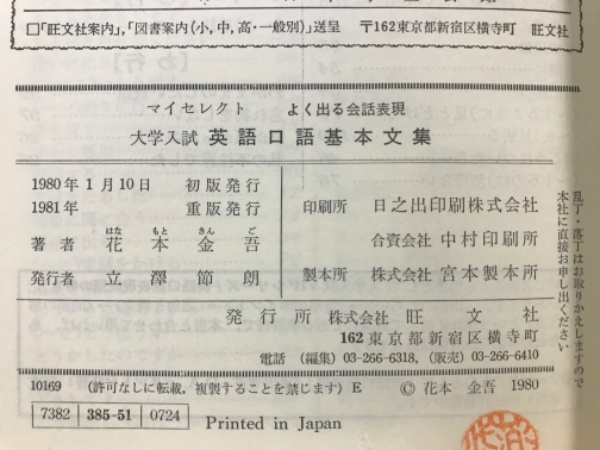 □「旺文社案内」,「図書案内(小,中,高・一般別)」送呈 〒162東京都新宿区横寺町 旺文社
マイセレクト よく出る会話表現
大学入試 英語口語基本文集
1980年1月10日 初版発行
1981年 重版発行
著者 花本金吾
はな もと きん ご
発行者 立澤節朗
印刷所 日之出印刷株式会社
合資会社 中村印刷所
製本所 株式会社 宮本製本所
発行所 株式会社 旺文社
162 東京都新宿区横寺町
電話 (編集) 03-266-6318, (販売) 03-266-6410
10169 (許可なしに転載,複製することを禁じます) E © 花本 金吾 1980
7382 385-51 0724
Printed in Japan
乱丁・落丁はお取りかえしますので
本社に直接お申し出ください